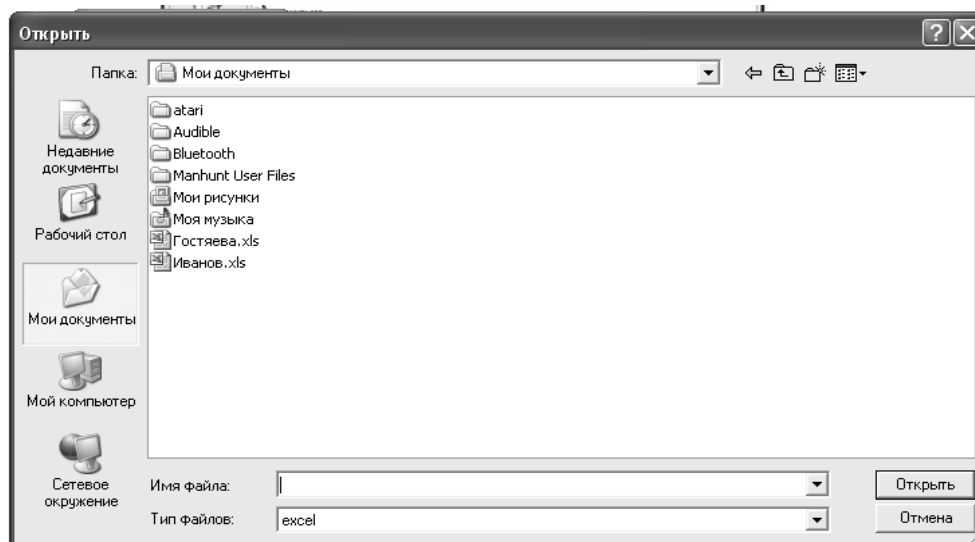 Открыть
Папка: Мои документы
atari
Audible
Bluetooth
Manhunt User Files
Мои рисунки
Моя музыка
Гостяева.xls
Иванов.xls
Недавние
документы
Рабочий стол
Мои документы
Мой компьютер
Сетевое
окружение
Имя файла:
Открыть
Тип файлов: excel
Отмена